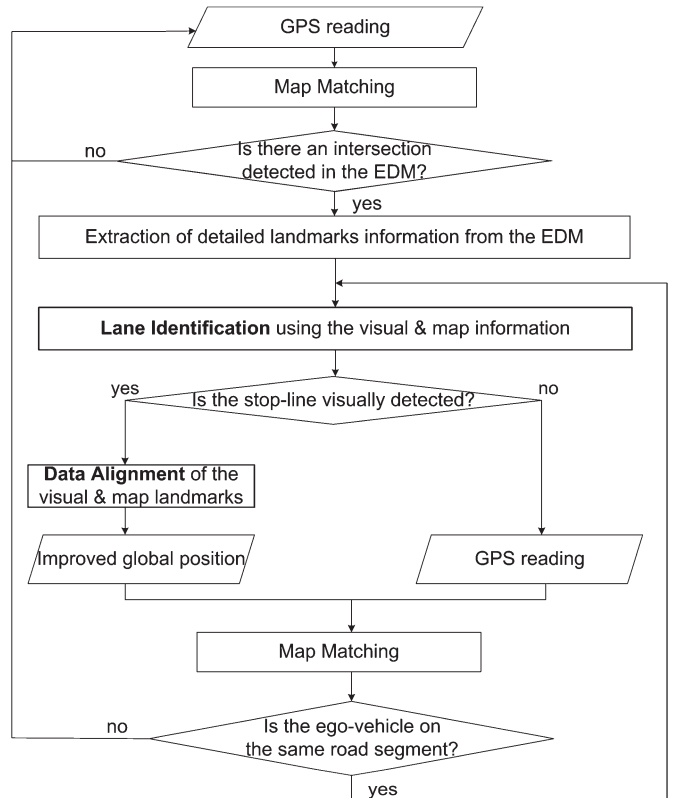 GPS reading
Map Matching
no
Is there an intersection
detected in the EDM?
yes
Extraction of detailed landmarks information from the EDM
Lane Identification using the visual & map information
yes
Is the stop-line visually detected?
no
Data Alignment of the
visual & map landmarks
Improved global position
GPS reading
Map Matching
no
Is the ego-vehicle on
the same road segment?
yes